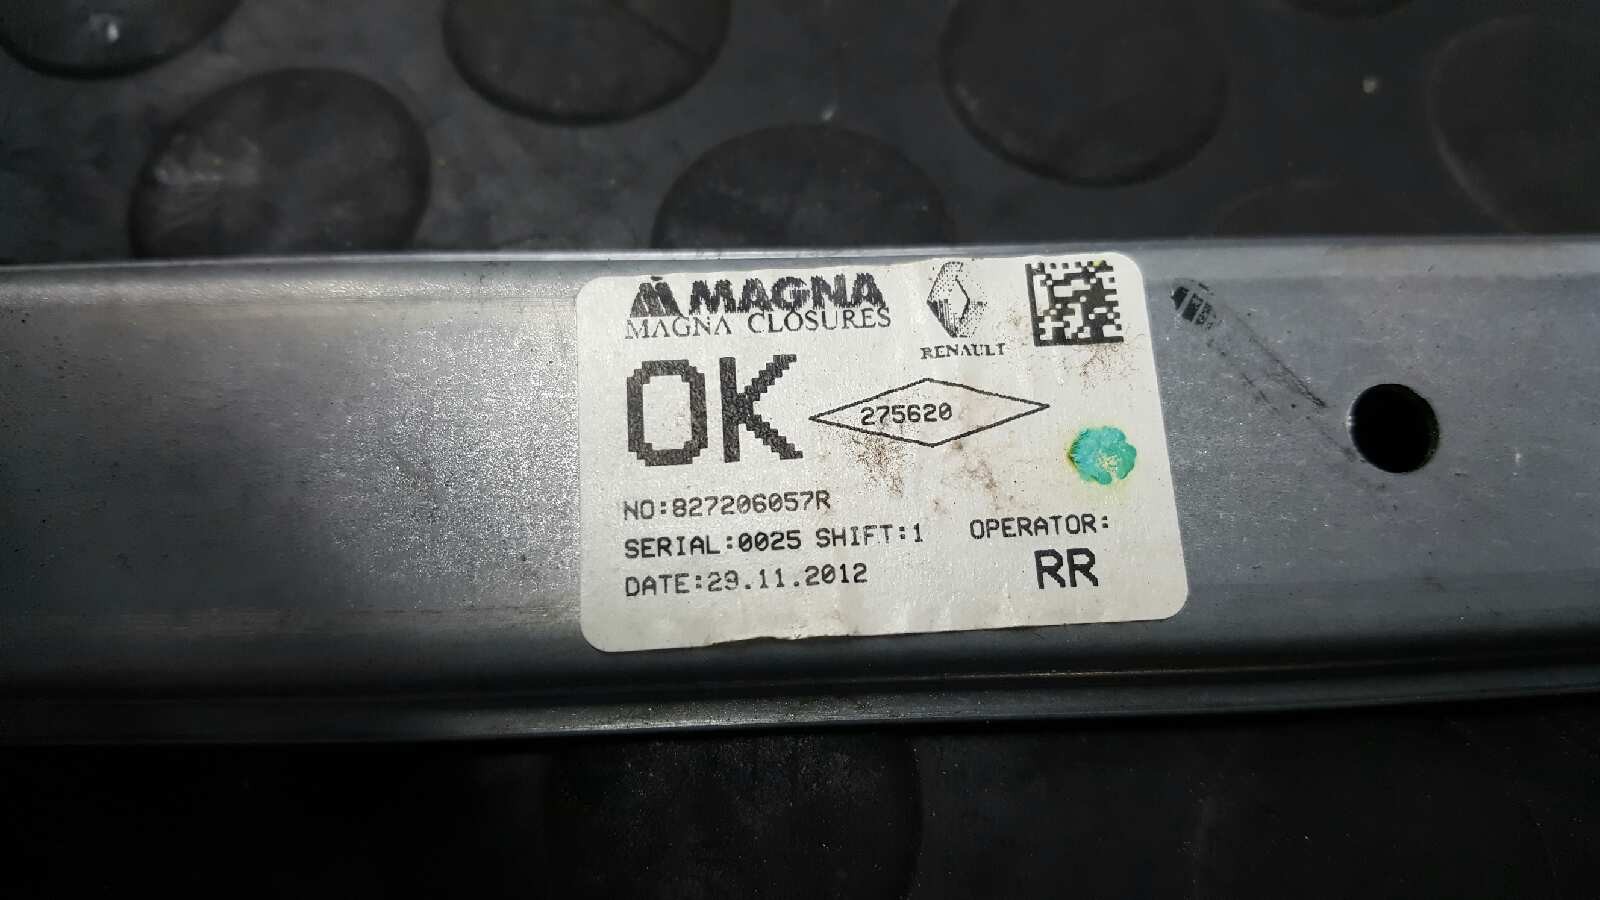 MAGNA
MAGNA CLOSURES
RENAULT
OK
275620
NO:827206057R
SERIAL:0025 SHIFT:1 OPERATOR:
RR
DATE:29.11.2012